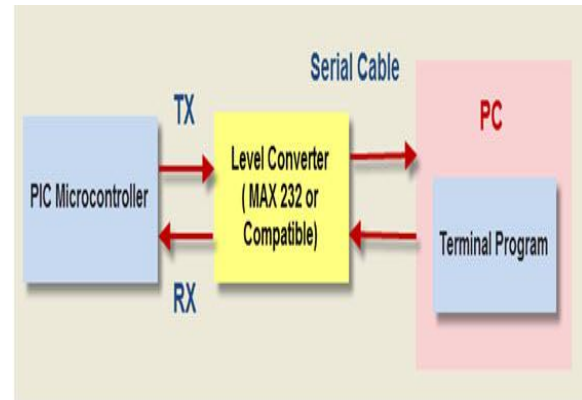 Serial Cable
TX
PC
PIC Microcontroller
Level Converter
( MAX 232 or
Compatible)
Terminal Program
RX